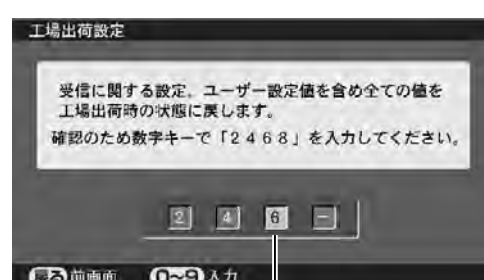 工場出荷設定
受信に関する設定、ユーザー設定値を含め全ての値を
工場出荷時の状態に戻します。
確認のため数字キーで「2468」を入力してください。
2 4 6 −
戻る 前画面 0~9 入力